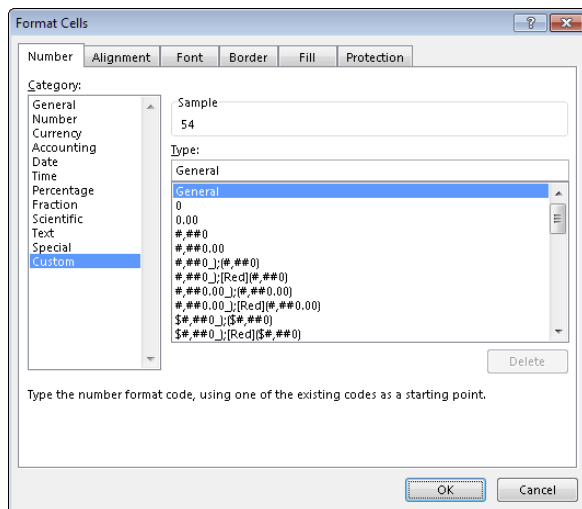 Format Cells
?
x
Number
Alignment
Font
Border
Fill
Protection
Category:
General
Number
Currency
Accounting
Date
Time
Percentage
Fraction
Scientific
Text
Special
Custom
Sample
54
Type:
General
General
0
0.00
#,##0
#,##0.00
#,##0_);(#,##0)
#,##0_);[Red](#,##0)
#,##0.00_);(#,##0.00)
#,##0.00_);[Red](#,##0.00)
$#,##0_);($#,##0)
$#,##0_);[Red]($#,##0)
Delete
Type the number format code, using one of the existing codes as a starting point.
OK
Cancel